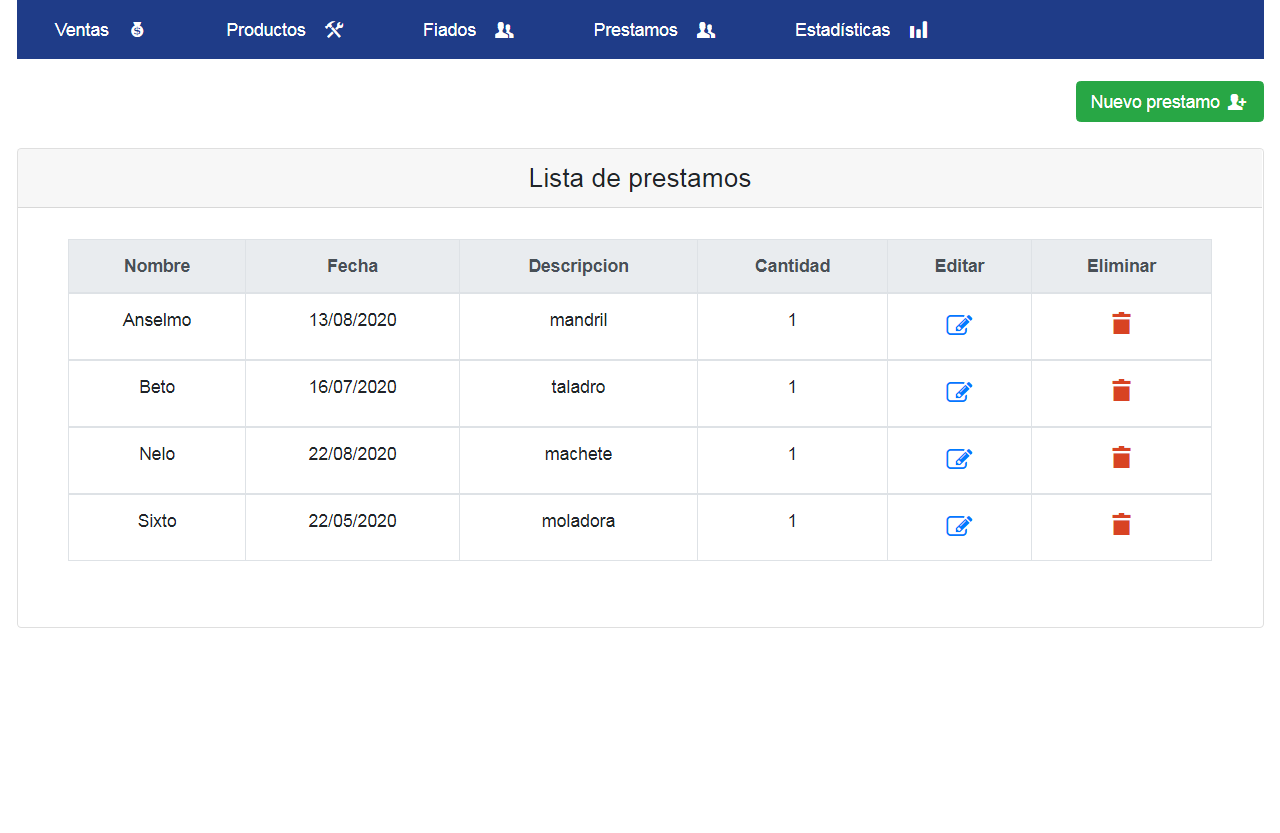 Ventas Productos Fiados Prestamos Estadísticas
Nuevo prestamo
Lista de prestamos
Nombre Fecha Descripcion Cantidad Editar Eliminar
Anselmo 13/08/2020 mandril 1
Beto 16/07/2020 taladro 1
Nelo 22/08/2020 machete 1
Sixto 22/05/2020 moladora 1